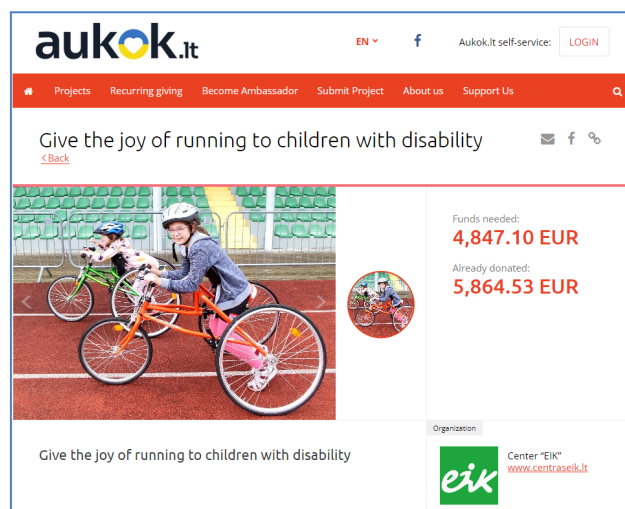 aukok.lt
EN
f
Aukok.lt self-service:
LOGIN
Projects
Recurring giving
Become Ambassador
Submit Project
About us
Support Us
Give the joy of running to children with disability
< Back
Funds needed:
4,847.10 EUR
Already donated:
5,864.53 EUR
Organization
Give the joy of running to children with disability
eik
Center "EIK"
www.centraseik.lt